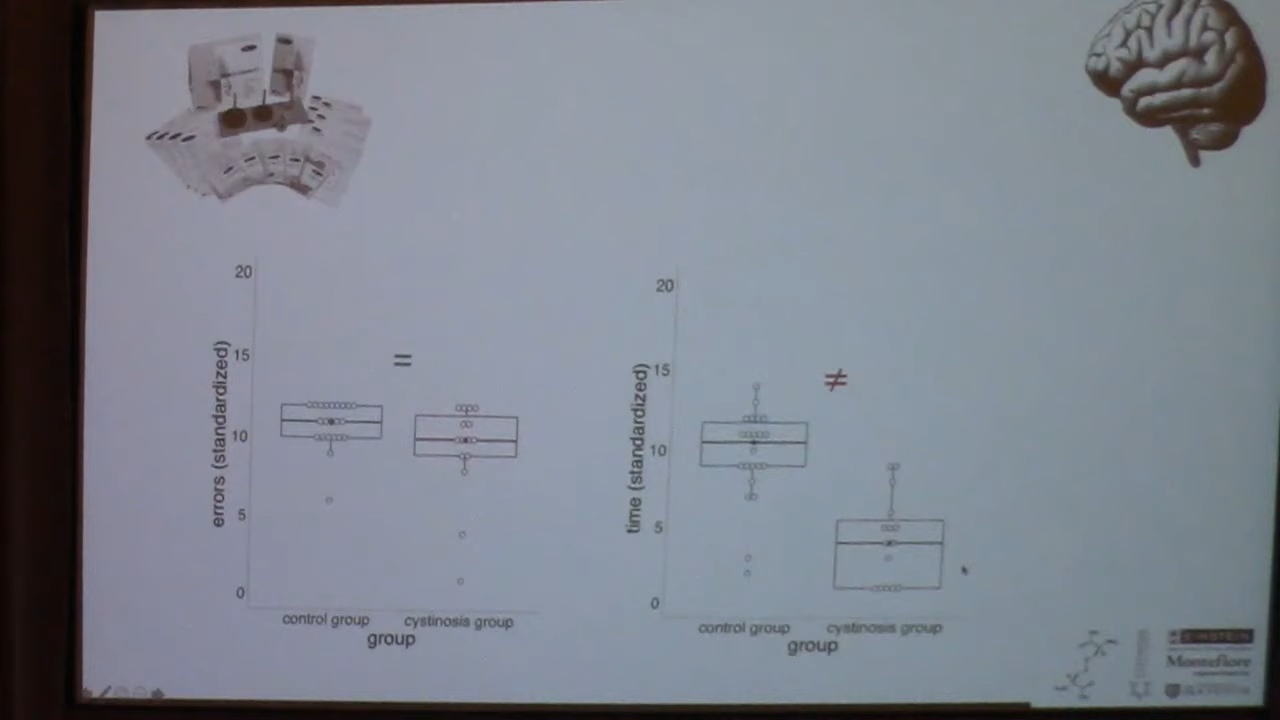 20
15
10
5
0
errors (standardized)
=
control group
cystinosis group
group
20
15
10
5
0
time (standardized)
≠
control group
cystinosis group
group
EINSTEIN
Montefiore